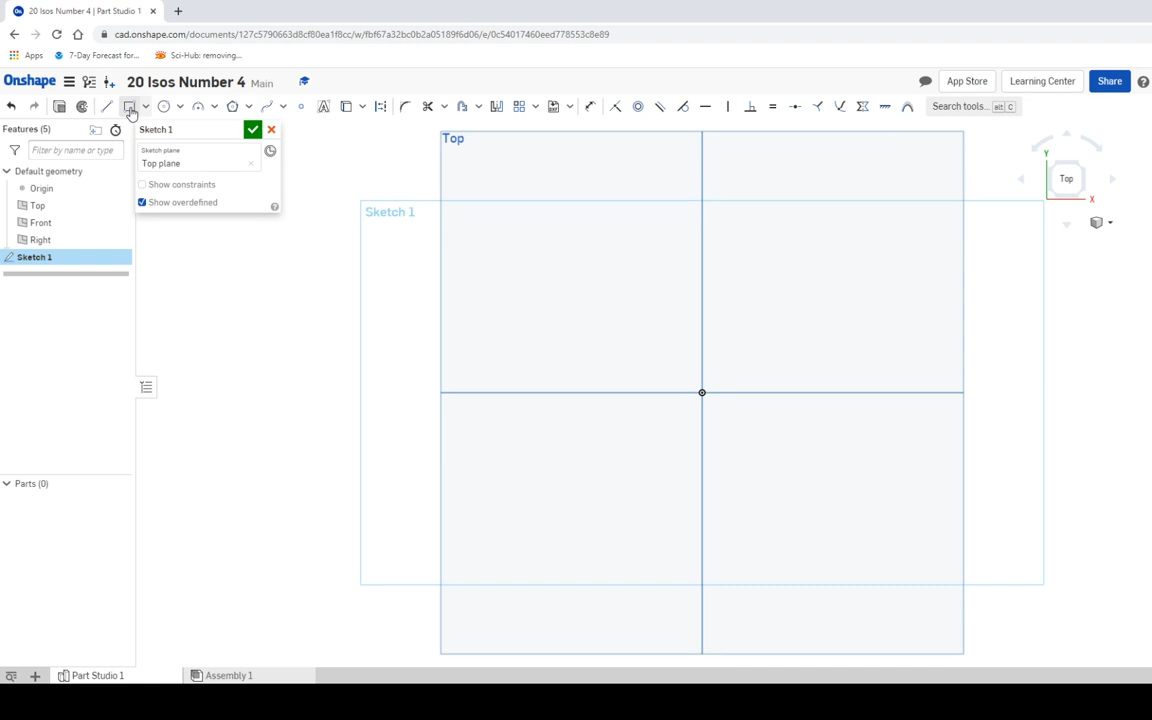 20 Isos Number 4 | Part Studio 1
cad.onshape.com/documents/127c5790663d8cf80ea1f8cc/w/fbf67a32bc0b2a05189f6d06/e/0c54017460eed778553c8e89
Apps 7-Day Forecast for... Sci-Hub: removing...
Onshape 20 Isos Number 4 Main App Store Learning Center Share
Search tools... alt C
Features (5)
Sketch 1
Filter by name or type
Sketch plane
Top plane
Default geometry
Origin
Show constraints
Top
Show overdefined
Front
Right
Sketch 1
Parts (0)
Top
Sketch 1
Y
Top
X
Part Studio 1 Assembly 1